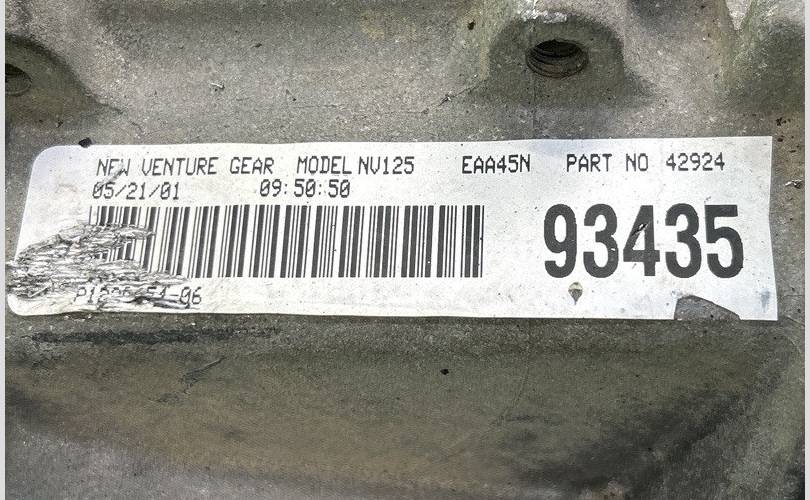 NEW VENTURE GEAR MODEL NV125 EAA45N PART NO 42924
05/21/01 09:50:50
93435